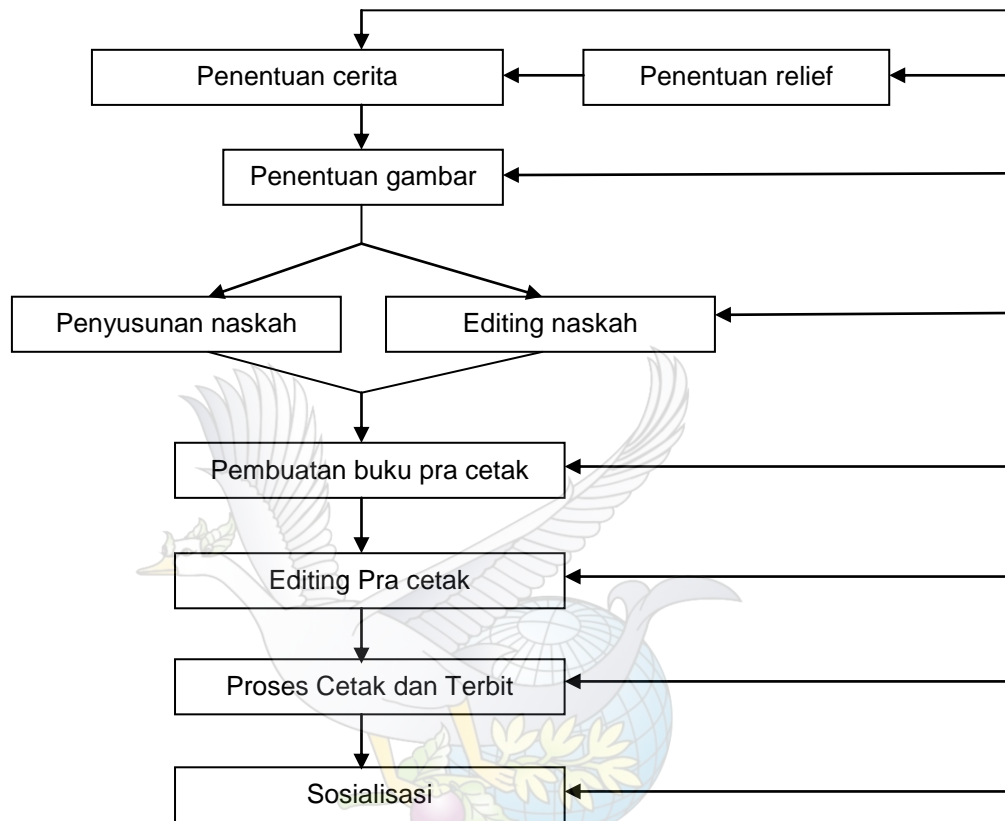 Penentuan cerita
Penentuan relief
Penentuan gambar
Penyusunan naskah
Editing naskah
Pembuatan buku pra cetak
Editing Pra cetak
Proses Cetak dan Terbit
Sosialisasi